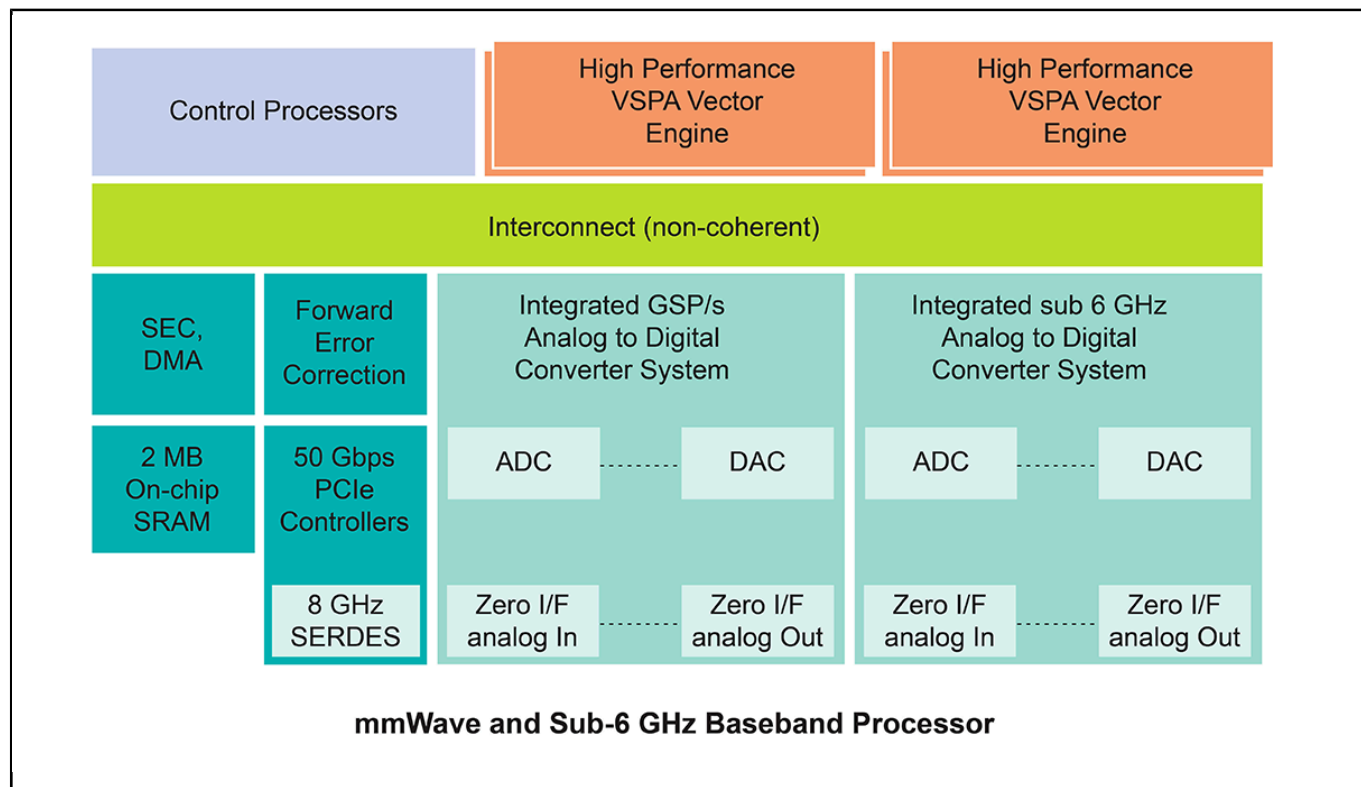 Control Processors
High Performance
VSPA Vector
Engine
High Performance
VSPA Vector
Engine
Interconnect (non-coherent)
SEC,
DMA
Forward
Error
Correction
Integrated GSP/s
Analog to Digital
Converter System
Integrated sub 6 GHz
Analog to Digital
Converter System
2 MB
On-chip
SRAM
50 Gbps
PCIe
Controllers
ADC
DAC
ADC
DAC
8 GHz
SERDES
Zero I/F
analog In
Zero I/F
analog Out
Zero I/F
analog In
Zero I/F
analog Out
mmWave and Sub-6 GHz Baseband Processor